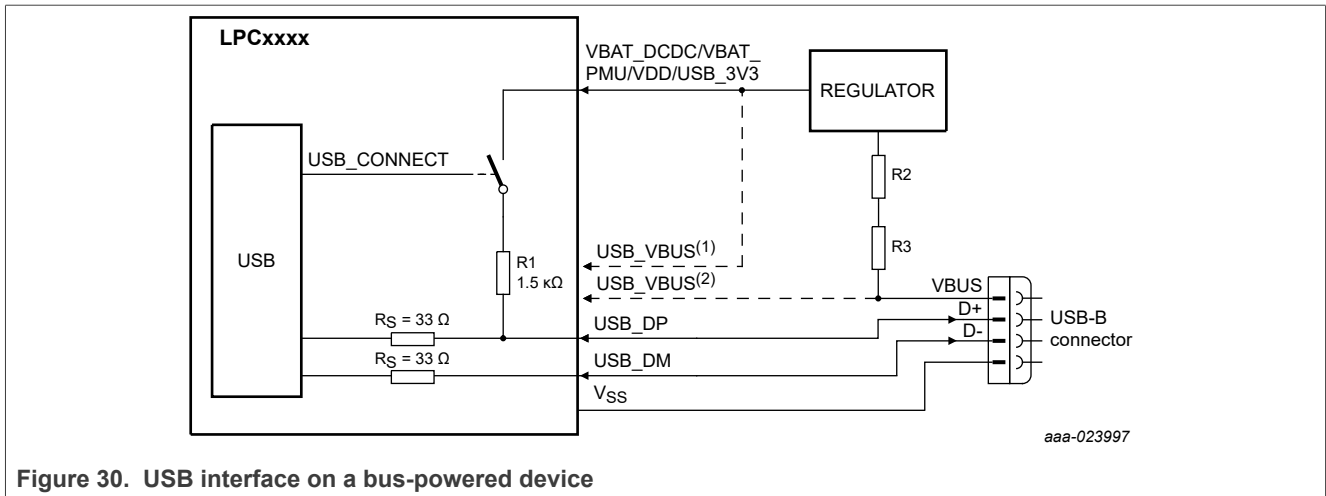 LPCxxxx
VBAT_DCDC/VBAT_
PMU/VDD/USB_3V3
REGULATOR
USB_CONNECT
R2
R3
USB
R1
1.5 κΩ
USB_VBUS(1)
USB_VBUS(2)
VBUS
RS = 33 Ω
USB_DP
D+
D-
USB-B
connector
RS = 33 Ω
USB_DM
VSS
aaa-023997
Figure 30. USB interface on a bus-powered device